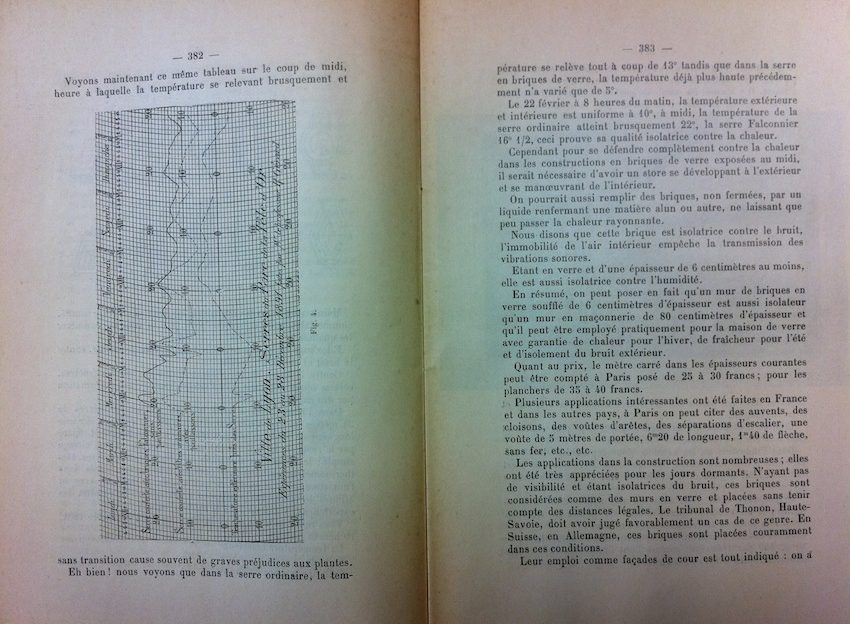 — 382 —
Voyons maintenant ce même tableau sur le coup de midi,
heure à laquelle la température se relevant brusquement et
Ville de Lyon, Serres du Parc de la Tête d'Or
Fig. 4.
sans transition cause souvent de graves préjudices aux plantes.
Eh bien! nous voyons que dans la serre ordinaire, la tem-
— 383 —
pérature se relève tout à coup de 13° tandis que dans la serre
en briques de verre, la température déjà plus haute précédem-
ment n'a varié que de 5°.
Le 22 février à 8 heures du matin, la température extérieure
et intérieure est uniforme à 10°, à midi, la température de la
serre ordinaire atteint brusquement 22°, la serre Falconnier
16° 1/2, ceci prouve sa qualité isolatrice contre la chaleur.
Cependant pour se défendre complètement contre la chaleur
dans les constructions en briques de verre exposées au midi,
il serait nécessaire d'avoir un store se développant à l'extérieur
et se manœuvrant de l'intérieur.
On pourrait aussi remplir des briques, non fermées, par un
liquide renfermant une matière alun ou autre, ne laissant que
peu passer la chaleur rayonnante.
Nous disons que cette brique est isolatrice contre le bruit,
l'immobilité de l'air intérieur empêche la transmission des
vibrations sonores.
Etant en verre et d'une épaisseur de 6 centimètres au moins,
elle est aussi isolatrice contre l'humidité.
En résumé, on peut poser en fait qu'un mur de briques en
verre soufflé de 6 centimètres d'épaisseur est aussi isolateur
qu'un mur en maçonnerie de 80 centimètres d'épaisseur et
qu'il peut être employé pratiquement pour la maison de verre
avec garantie de chaleur pour l'hiver, de fraîcheur pour l'été
et d'isolement du bruit extérieur.
Quant au prix, le mètre carré dans les épaisseurs courantes
peut être compté à Paris posé de 25 à 30 francs; pour les
planchers de 35 à 40 francs.
Plusieurs applications intéressantes ont été faites en France
et dans les autres pays, à Paris on peut citer des auvents, des
cloisons, des voûtes d'arêtes, des séparations d'escalier, une
voûte de 5 mètres de portée, 6m20 de longueur, 1m40 de flèche,
sans fer, etc., etc.
Les applications dans la construction sont nombreuses; elles
ont été très appréciées pour les jours dormants. N'ayant pas
de visibilité et étant isolatrices du bruit, ces briques sont
considérées comme des murs en verre et placées sans tenir
compte des distances légales. Le tribunal de Thonon, Haute-
Savoie, doit avoir jugé favorablement un cas de ce genre. En
Suisse, en Allemagne, ces briques sont placées couramment
dans ces conditions.
Leur emploi comme façades de cour est tout indiqué : on a